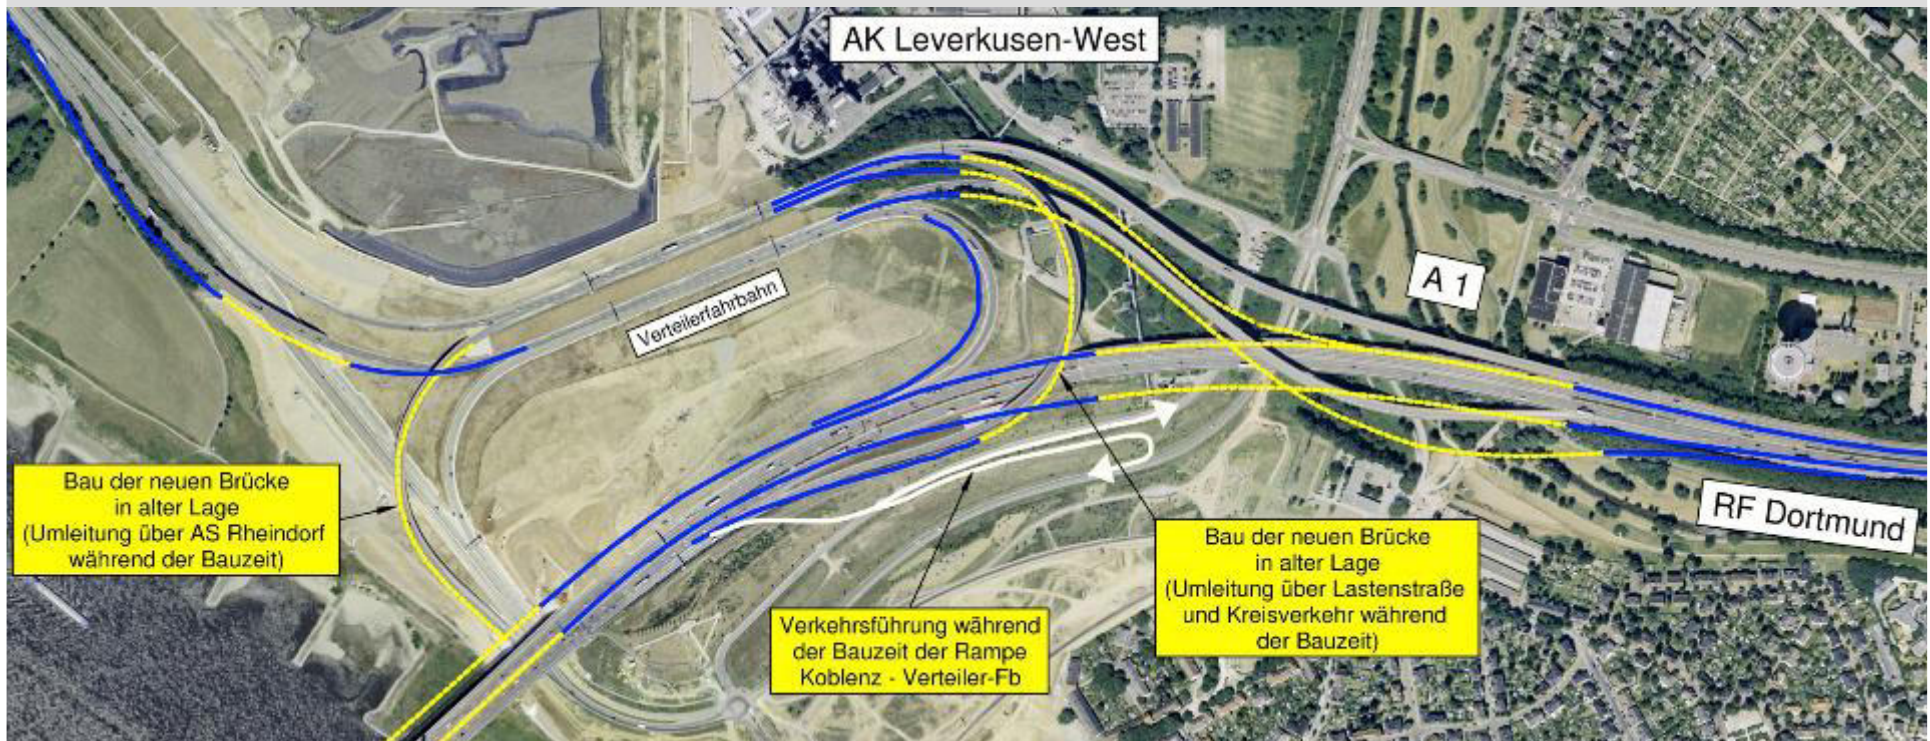 AK Leverkusen-West
A 1
Verteilerfahrbahn
Bau der neuen Brücke
in alter Lage
(Umleitung über AS Rheindorf
während der Bauzeit)
RF Dortmund
Bau der neuen Brücke
in alter Lage
(Umleitung über Lastenstraße
und Kreisverkehr während
der Bauzeit)
Verkehrsführung während
der Bauzeit der Rampe
Koblenz - Verteiler-Fb